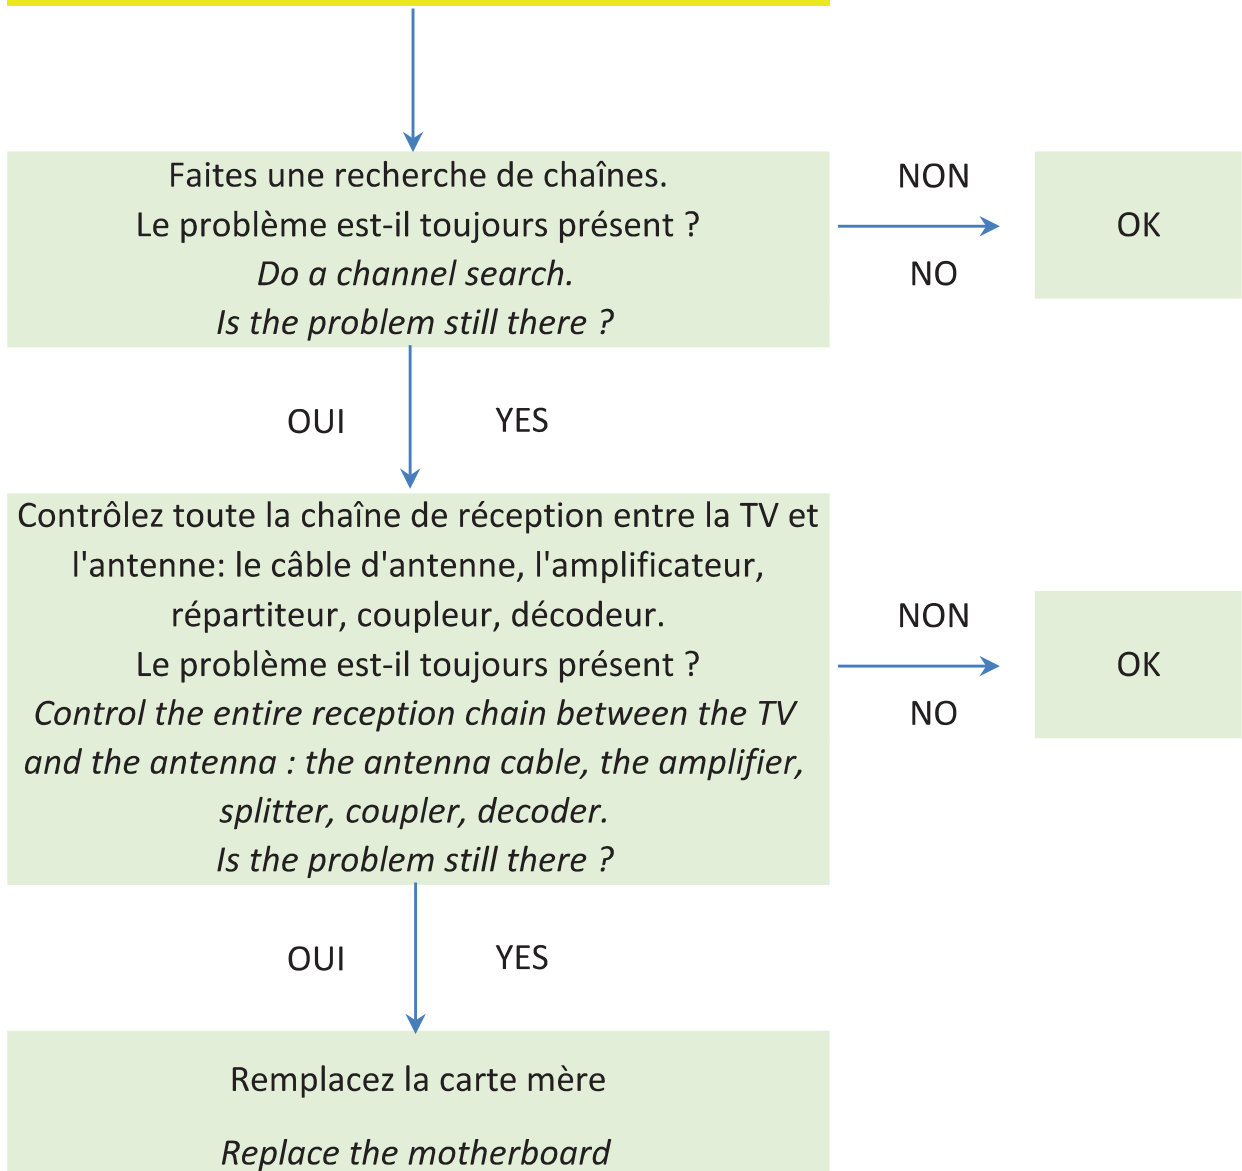 Faites une recherche de chaînes.
Le problème est-il toujours présent ?
Do a channel search.
Is the problem still there ?
NON
NO
OK
OUI
YES
Contrôlez toute la chaîne de réception entre la TV et
l'antenne: le câble d'antenne, l'amplificateur,
répartiteur, coupleur, décodeur.
Le problème est-il toujours présent ?
Control the entire reception chain between the TV
and the antenna : the antenna cable, the amplifier,
splitter, coupler, decoder.
Is the problem still there ?
NON
NO
OK
OUI
YES
Remplacez la carte mère
Replace the motherboard